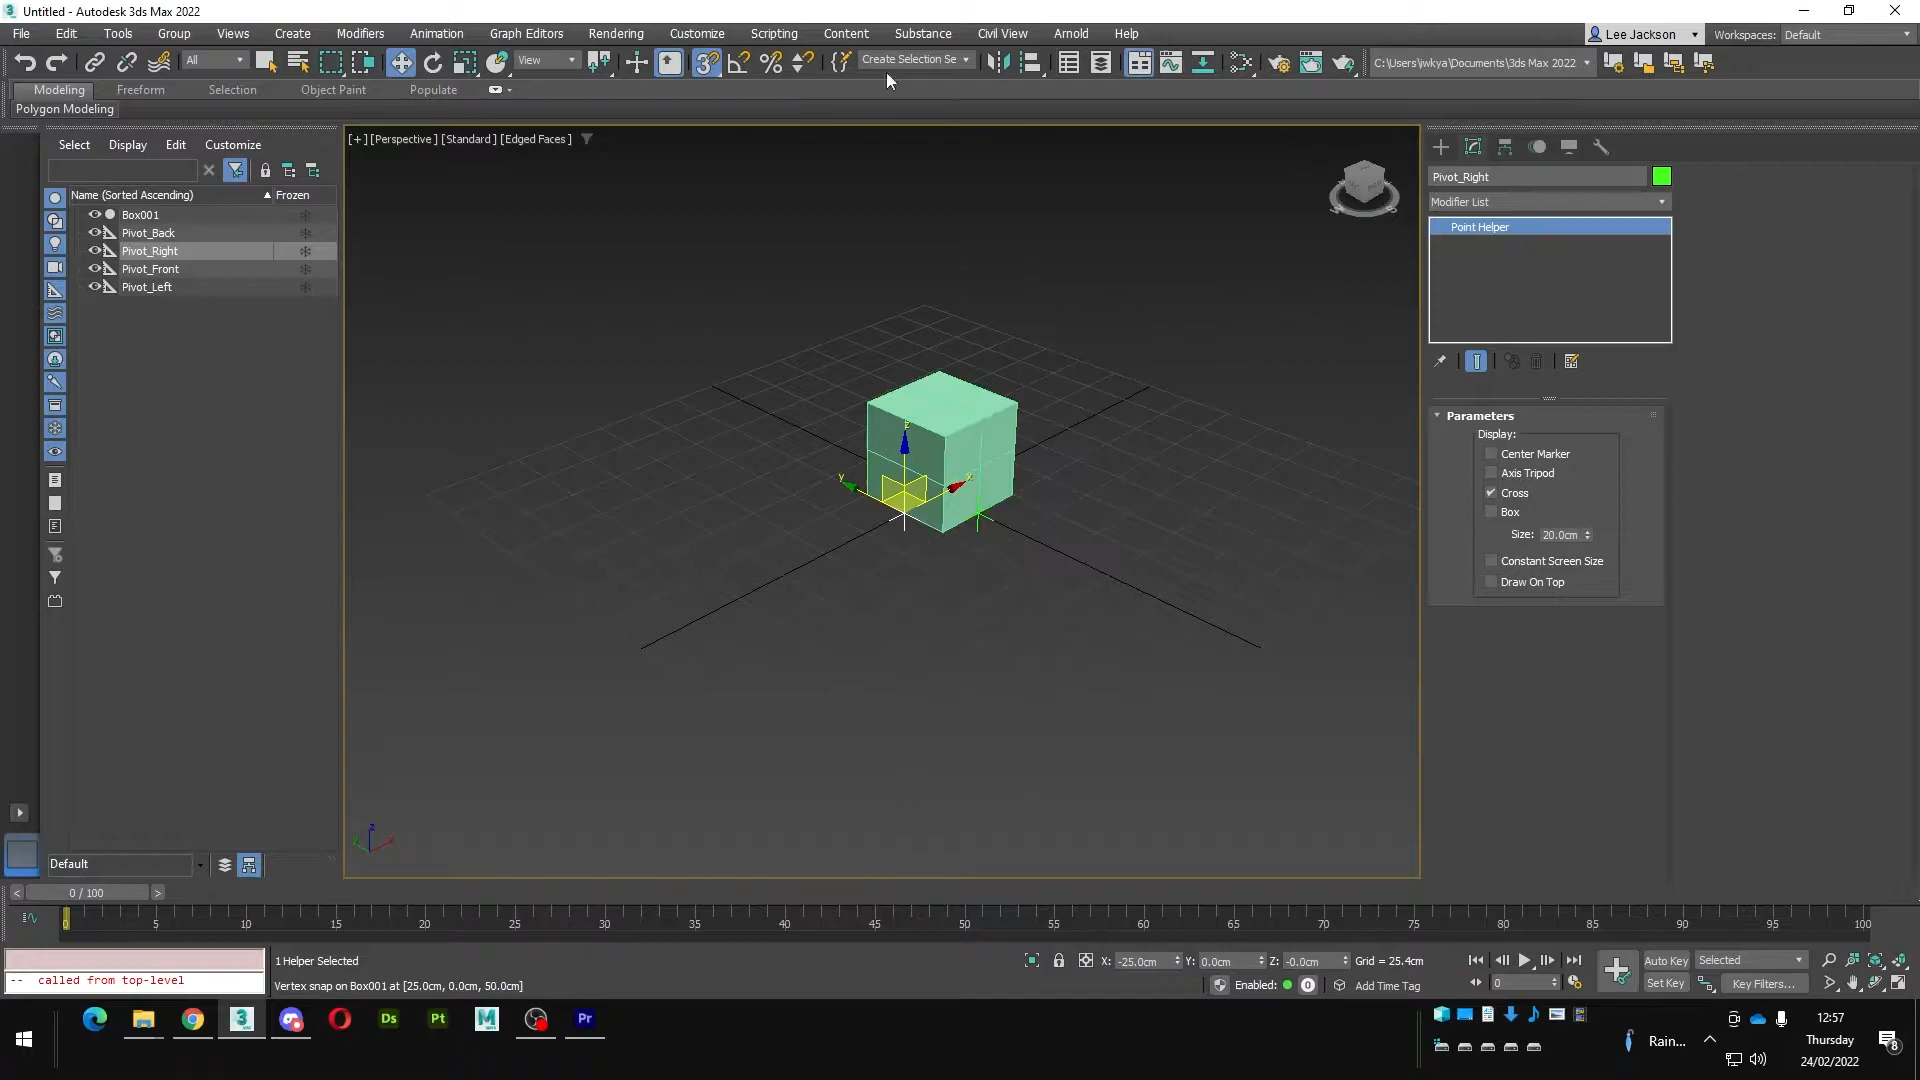 Untitled - Autodesk 3ds Max 2022
File Edit Tools Group Views Create Modifiers Animation Graph Editors Rendering Customize Scripting Content Substance Civil View Arnold Help
Lee Jackson Workspaces: Default
All View Create Selection Se C:\Users\jwkya\Documents\3ds Max 2022
Modeling Freeform Selection Object Paint Populate
Polygon Modeling
Select Display Edit Customize
Name (Sorted Ascending) Frozen
Box001
Pivot_Back
Pivot_Right
Pivot_Front
Pivot_Left
Default
[+] [Perspective] [Standard] [Edged Faces]
z
y
x
Pivot_Right
Modifier List
Point Helper
Parameters
Display:
Center Marker
Axis Tripod
Cross
Box
Size: 20.0cm
Constant Screen Size
Draw On Top
< 0 / 100 >
0 5 10 15 20 25 30 35 40 45 50 55 60 65 70 75 80 85 90 95 100
-- called from top-level
1 Helper Selected
Vertex snap on Box001 at [25.0cm, 0.0cm, 50.0cm]
X: -25.0cm Y: 0.0cm Z: -0.0cm Grid = 25.4cm
Enabled: 0 Add Time Tag
Auto Key Selected
0 Set Key Key Filters...
Ds Pt Pr
Rain...
12:57
Thursday
24/02/2022
8